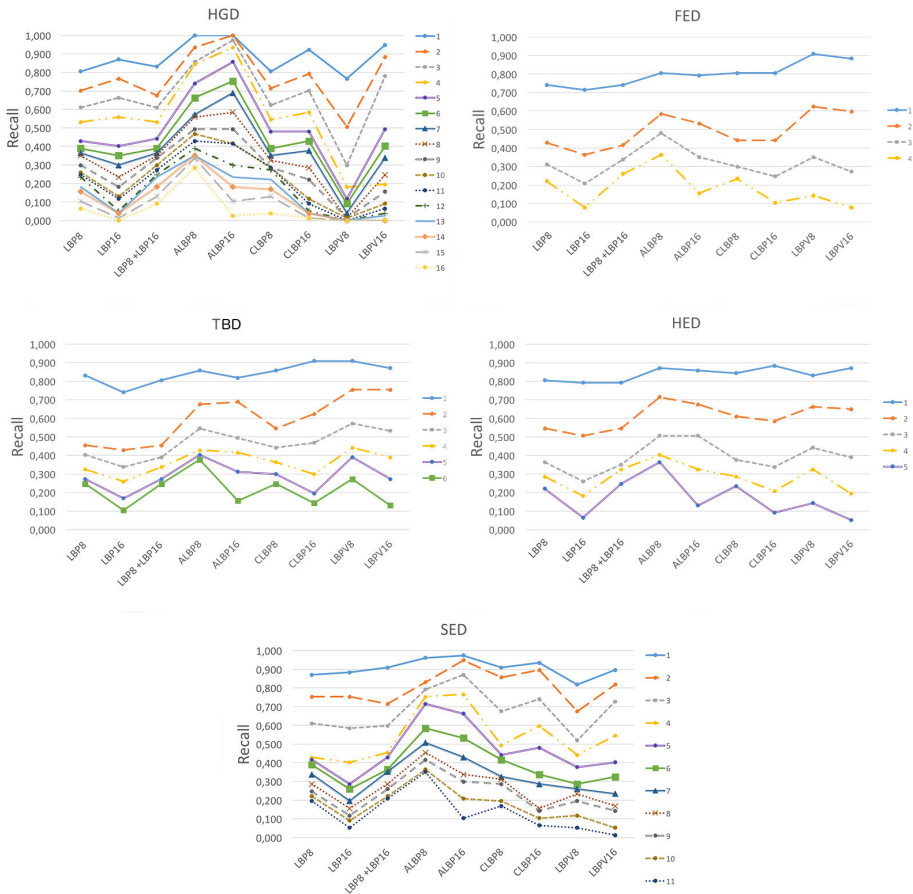 HGD
Recall
1,000
0,900
0,800
0,700
0,600
0,500
0,400
0,300
0,200
0,100
0,000
LBP8
LBP16
LBP8 +LBP16
ALBP8
ALBP16
CLBP8
CLBP16
LBPV8
LBPV16
1
2
3
4
5
6
7
8
9
10
11
12
13
14
15
16
FED
Recall
1,000
0,900
0,800
0,700
0,600
0,500
0,400
0,300
0,200
0,100
0,000
LBP8
LBP16
LBP8 +LBP16
ALBP8
ALBP16
CLBP8
CLBP16
LBPV8
LBPV16
1
2
3
4
TBD
Recall
1,000
0,900
0,800
0,700
0,600
0,500
0,400
0,300
0,200
0,100
0,000
LBP8
LBP16
LBP8 +LBP16
ALBP8
ALBP16
CLBP8
CLBP16
LBPV8
LBPV16
1
2
3
4
5
6
HED
Recall
1,000
0,900
0,800
0,700
0,600
0,500
0,400
0,300
0,200
0,100
0,000
LBP8
LBP16
LBP8 +LBP16
ALBP8
ALBP16
CLBP8
CLBP16
LBPV8
LBPV16
1
2
3
4
5
SED
Recall
1,000
0,900
0,800
0,700
0,600
0,500
0,400
0,300
0,200
0,100
0,000
LBP8
LBP16
LBP8 +LBP16
ALBP8
ALBP16
CLBP8
CLBP16
LBPV8
LBPV16
1
2
3
4
5
6
7
8
9
10
11